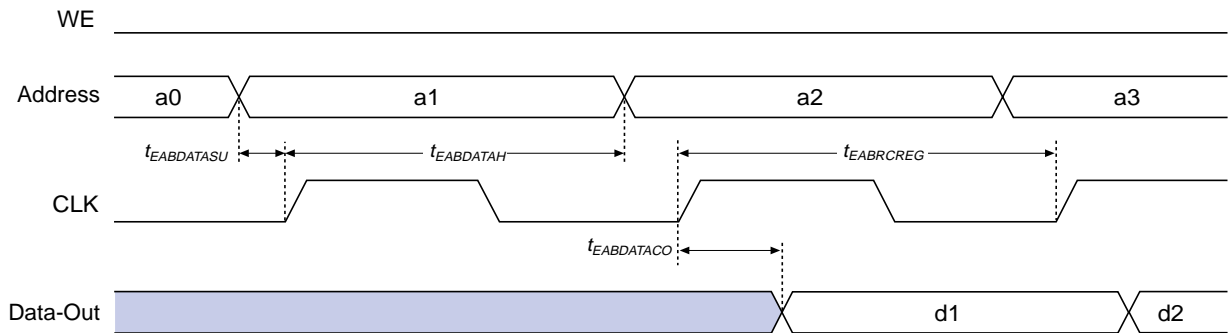 WE
Address a0 a1 a2 a3
tEABDATASU tEABDATAH tEABRCREG
CLK
tEABDATACO
Data-Out d1 d2